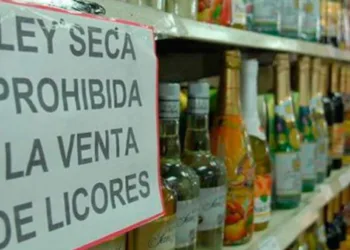 LEY SECA
PROHIBIDA
LA VENTA
DE LICORES